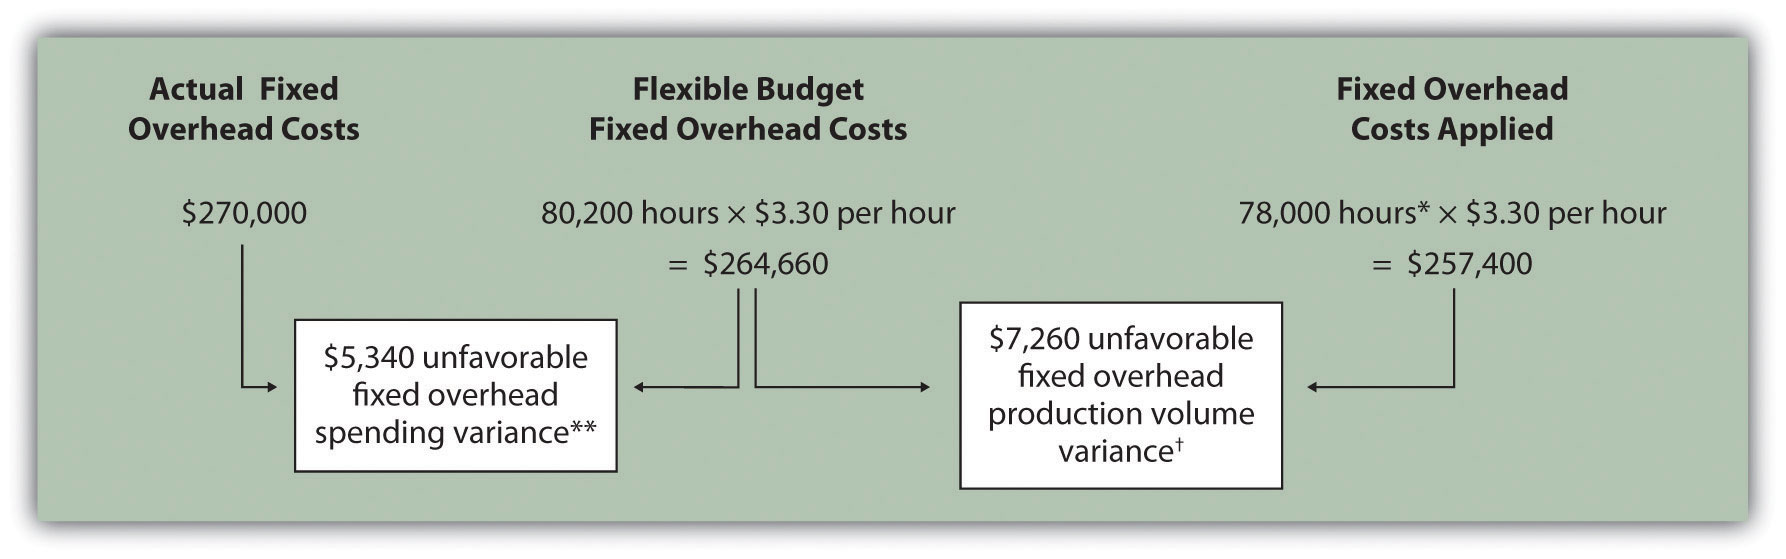 Actual Fixed
Overhead Costs
Flexible Budget
Fixed Overhead Costs
Fixed Overhead
Costs Applied
$270,000
80,200 hours × $3.30 per hour
= $264,660
78,000 hours* × $3.30 per hour
= $257,400
$5,340 unfavorable
fixed overhead
spending variance**
$7,260 unfavorable
fixed overhead
production volume
variance†